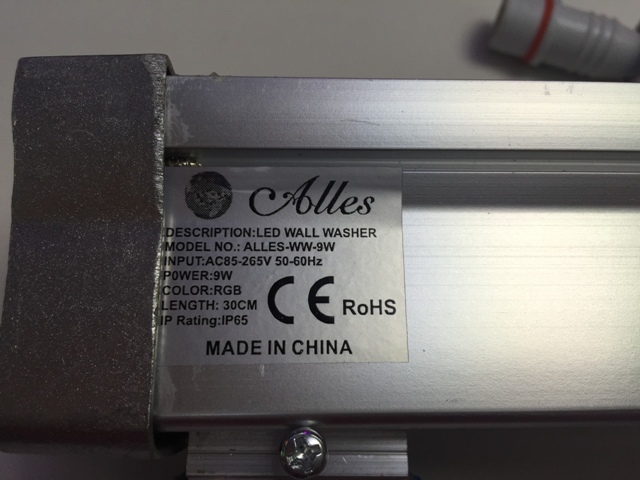 Alles
DESCRIPTION:LED WALL WASHER
MODEL NO.: ALLES-WW-9W
INPUT:AC85-265V 50-60Hz
POWER:9W
COLOR:RGB
LENGTH: 30CM
IP Rating:IP65
CE RoHS
MADE IN CHINA